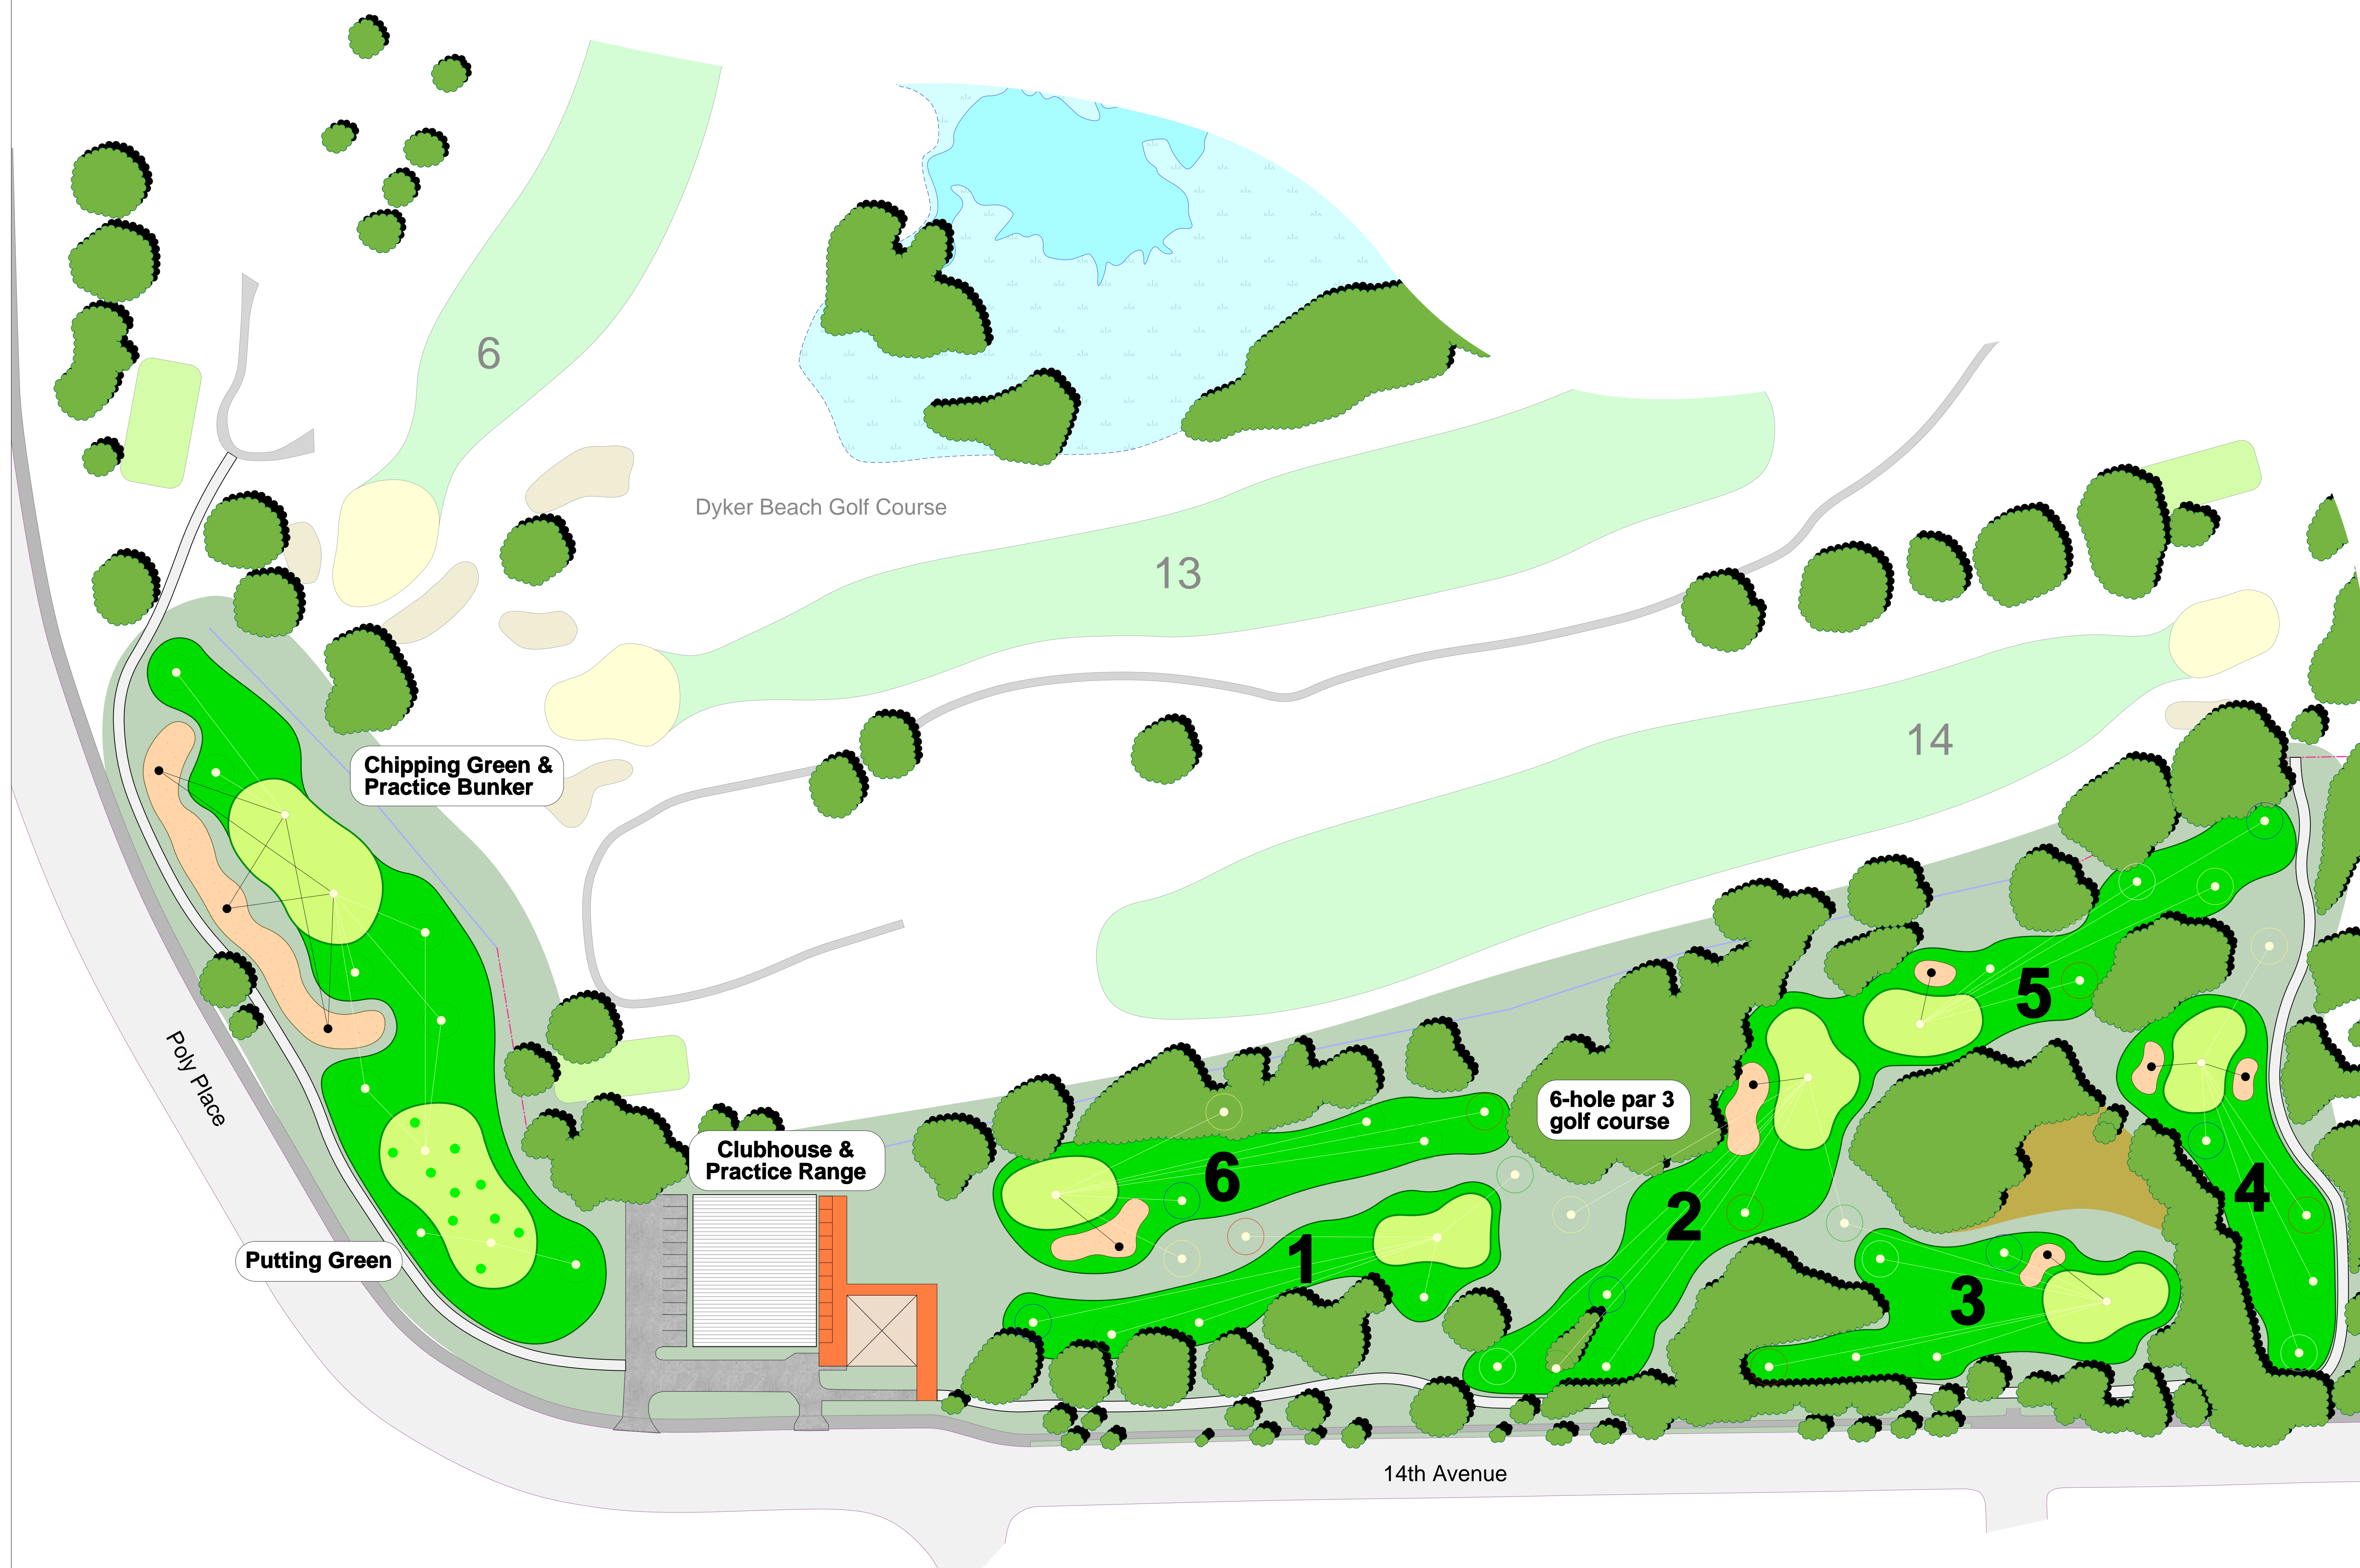 6
Dyker Beach Golf Course
13
14
Chipping Green &
Practice Bunker
5
6-hole par 3
golf course
Poly Place
Clubhouse &
Practice Range
6
2
4
Putting Green
1
3
14th Avenue